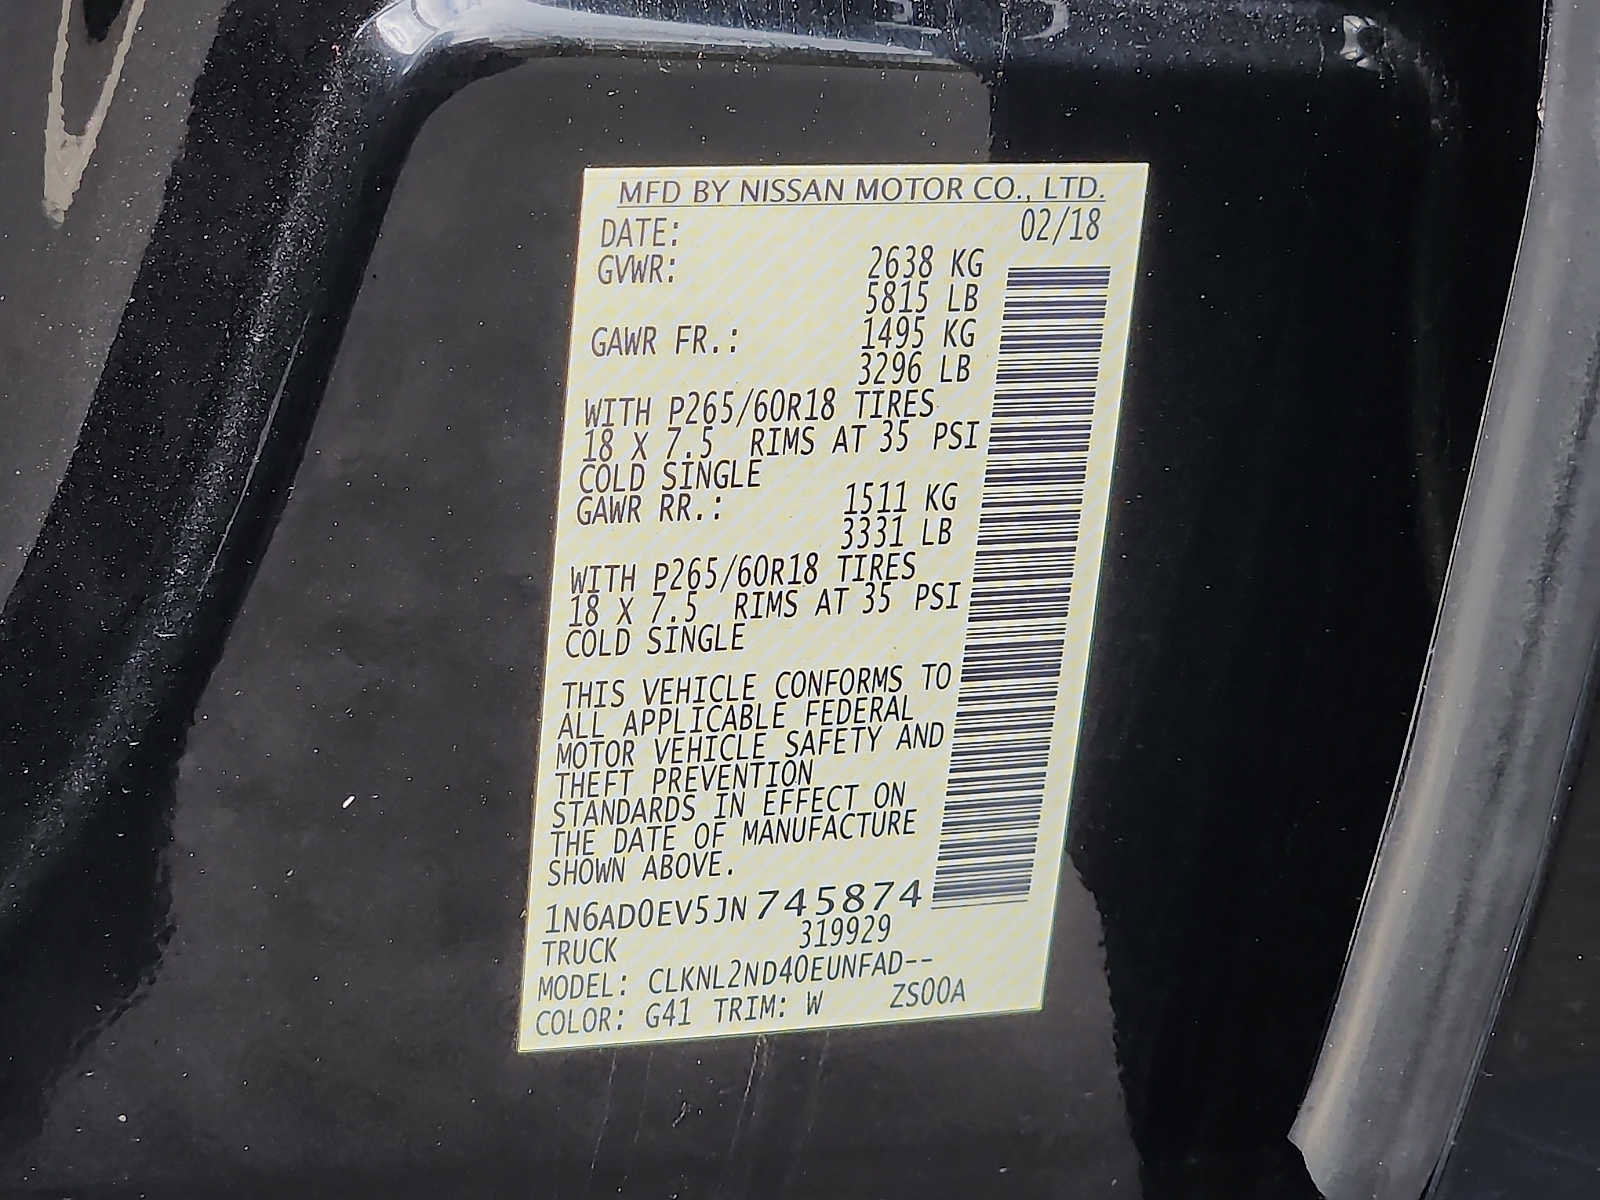 MFD BY NISSAN MOTOR CO., LTD.
DATE: 02/18
GVWR: 2638 KG
5815 LB
GAWR FR.: 1495 KG
3296 LB
WITH P265/60R18 TIRES
18 X 7.5 RIMS AT 35 PSI
COLD SINGLE
GAWR RR.: 1511 KG
3331 LB
WITH P265/60R18 TIRES
18 X 7.5 RIMS AT 35 PSI
COLD SINGLE
THIS VEHICLE CONFORMS TO
ALL APPLICABLE FEDERAL
MOTOR VEHICLE SAFETY AND
THEFT PREVENTION
STANDARDS IN EFFECT ON
THE DATE OF MANUFACTURE
SHOWN ABOVE.
1N6AD0EV5JN745874
TRUCK 319929
MODEL: CLKNL2ND40EUNFAD--
COLOR: G41 TRIM: W ZS00A